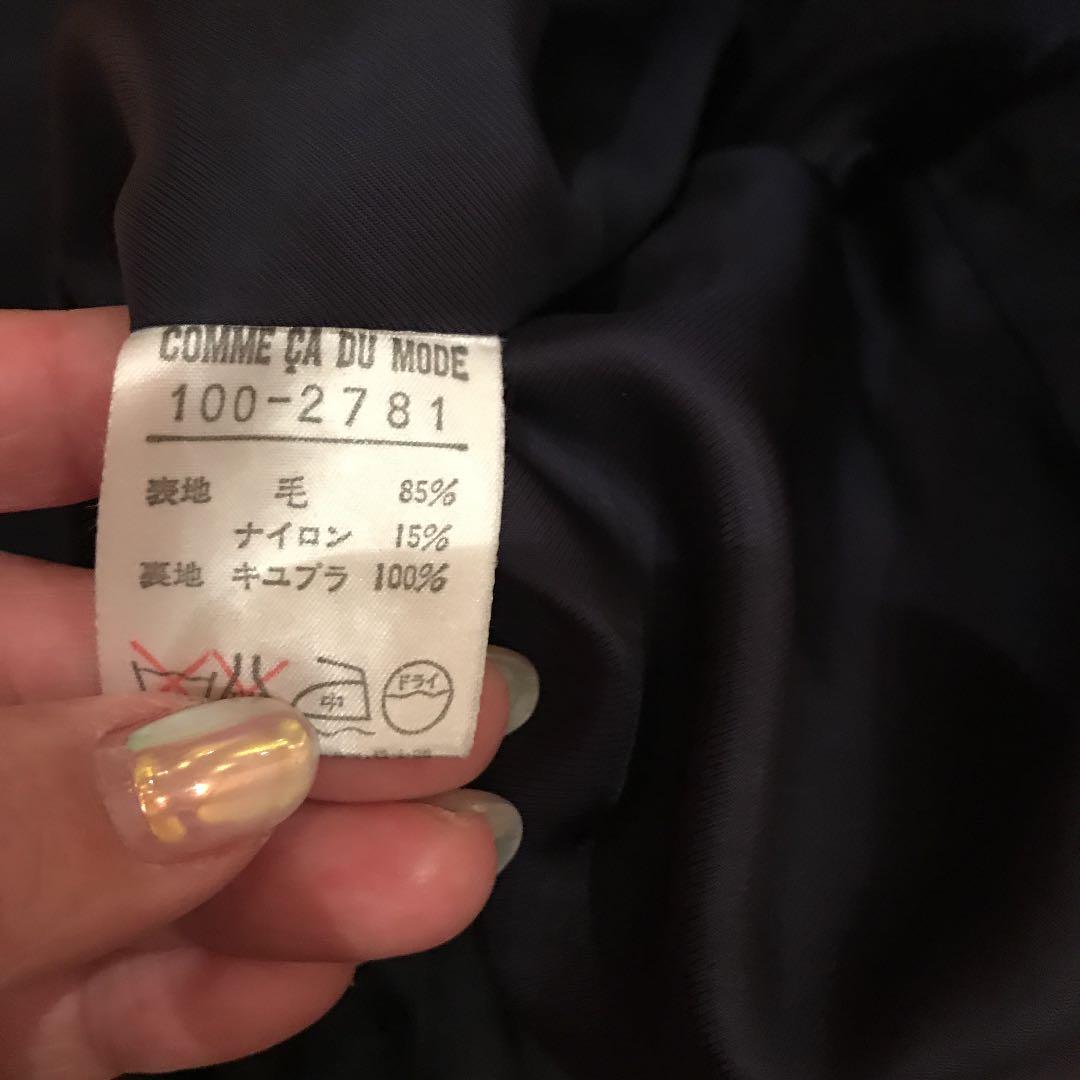 COMME ÇA DU MODE
100-2781
表地 毛 85%
ナイロン 15%
裏地 キユプラ 100%
中 ドライ